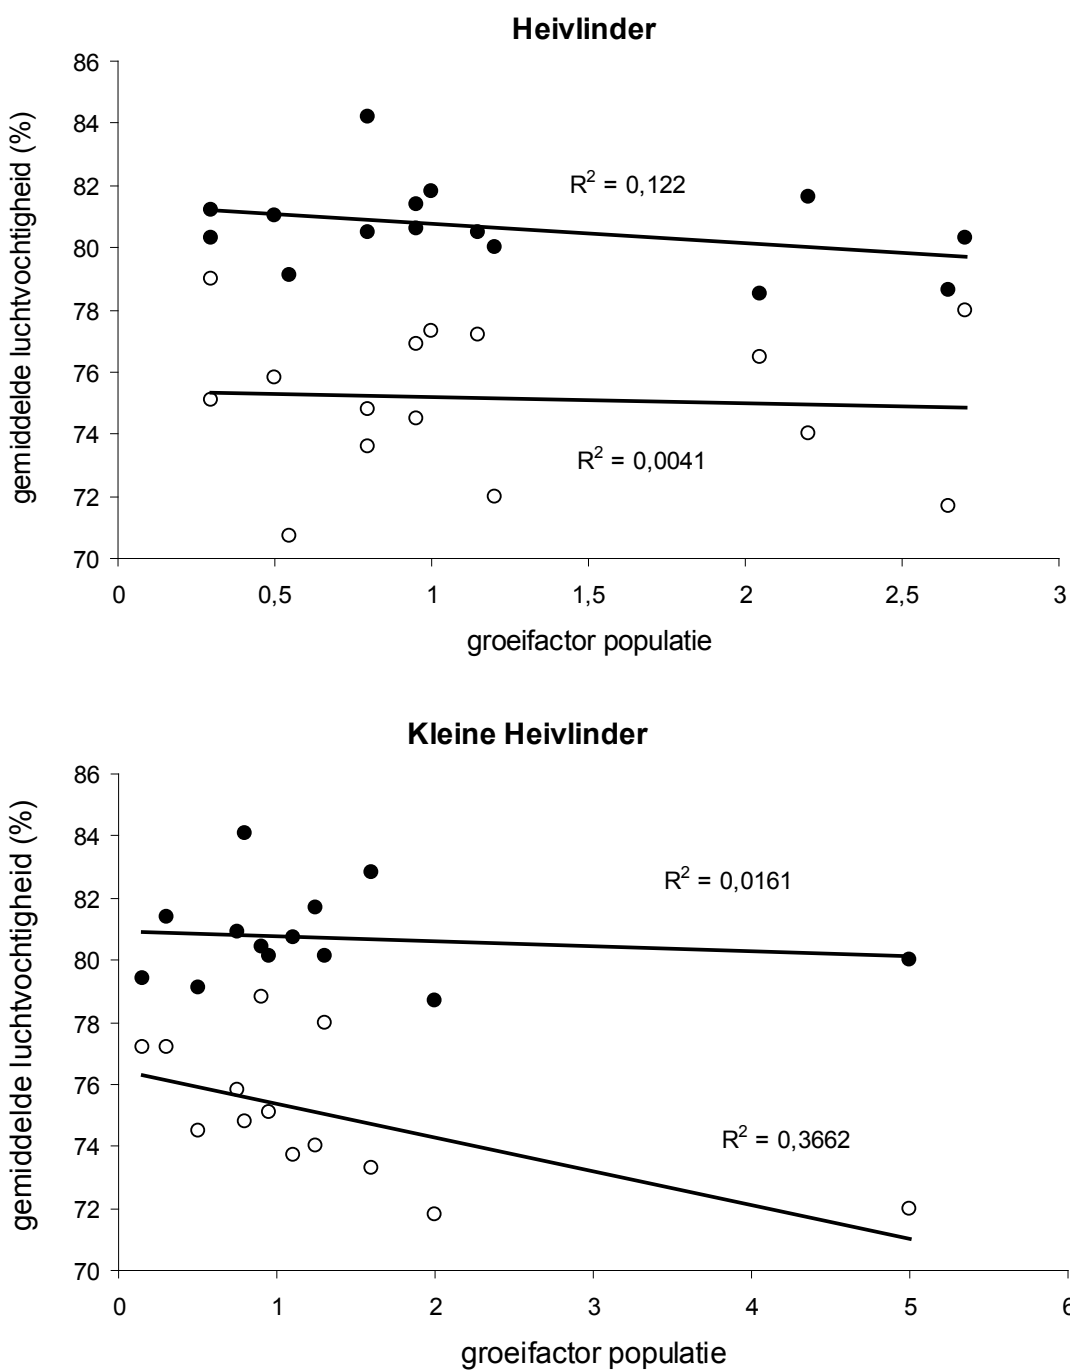 Heivlinder
86
84
82
80
78
76
74
72
70
gemiddelde luchtvochtigheid (%)
R² = 0,122
R² = 0,0041
0 0,5 1 1,5 2 2,5 3
groeifactor populatie
Kleine Heivlinder
86
84
82
80
78
76
74
72
70
gemiddelde luchtvochtigheid (%)
R² = 0,0161
R² = 0,3662
0 1 2 3 4 5 6
groeifactor populatie